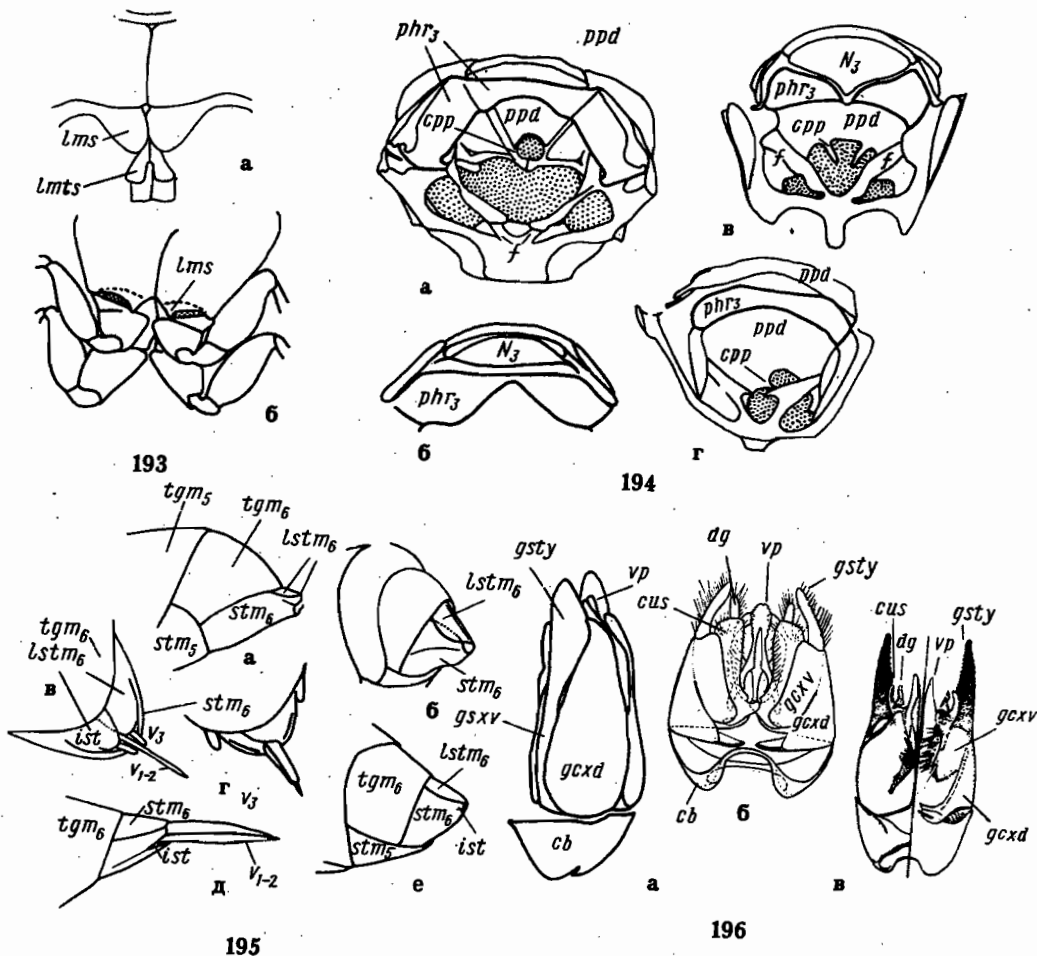 lms
lmts
а
lms
б
193
phr₃
ppd
ppd
cpp
f
а
N₃
phr₃
cpp
ppd
f
f
в
N₃
phr₃
б
ppd
phr₃
ppd
cpp
г
194
tgm₅
tgm₆
lstm₆
stm₆
stm₅
а
lstm₆
stm₆
б
tgm₆
lstm₆
в
stm₆
ist
v₃
v₁₋₂
г
v₃
tgm₆
stm₆
ist
v₁₋₂
д
tgm₆
lstm₆
stm₆
ist
stm₅
е
195
gsty
vp
gsxv
gcxd
cb
а
dg
vp
gsty
cus
gcxv
gcxd
cb
б
cus
dg
vp
gsty
gcxv
gcxd
в
196